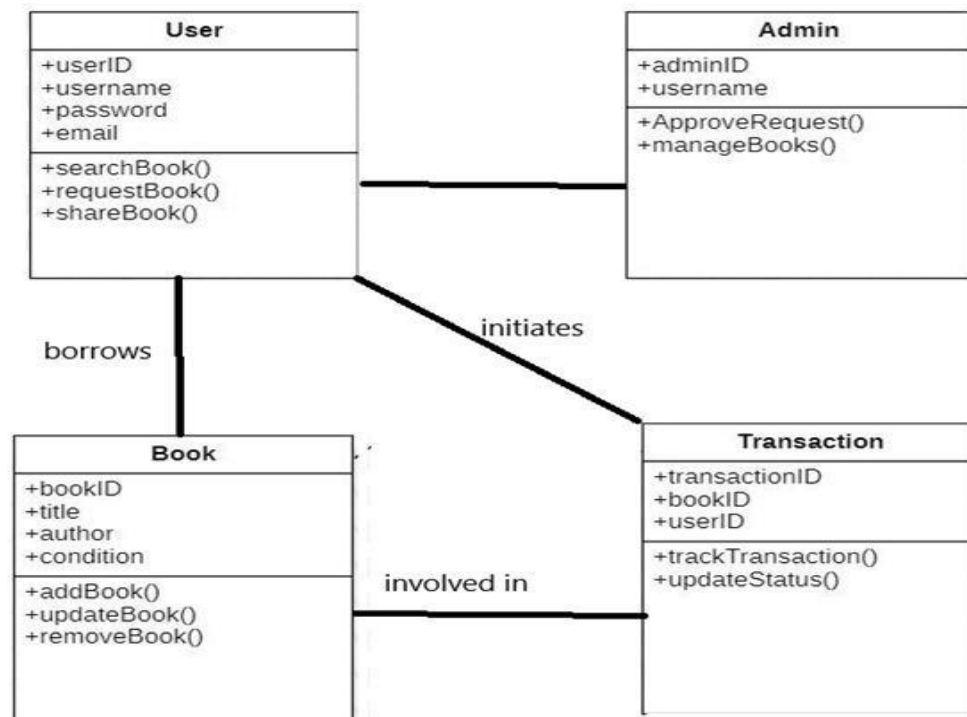 User
+userID
+username
+password
+email
+searchBook()
+requestBook()
+shareBook()
Admin
+adminID
+username
+ApproveRequest()
+manageBooks()
borrows
initiates
Book
+bookID
+title
+author
+condition
+addBook()
+updateBook()
+removeBook()
involved in
Transaction
+transactionID
+bookID
+userID
+trackTransaction()
+updateStatus()